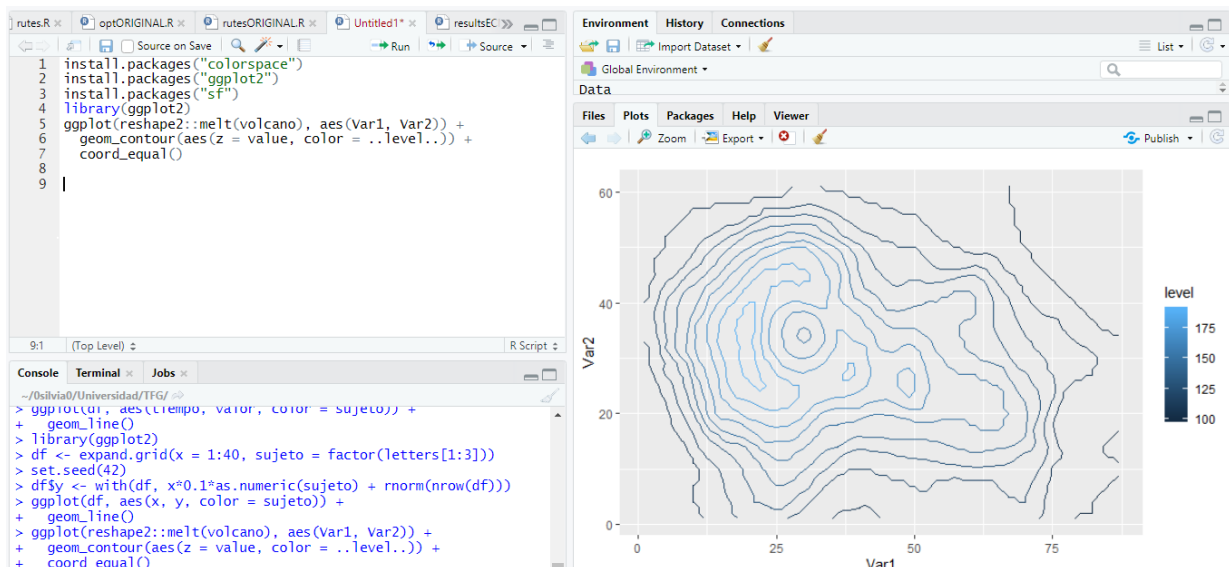 rutes.R × optORIGINAL.R × rutesORIGINAL.R × Untitled1* × resultsEC
Source on Save Run Source
1 install.packages("colorspace")
2 install.packages("ggplot2")
3 install.packages("sf")
4 library(ggplot2)
5 ggplot(reshape2::melt(volcano), aes(Var1, Var2)) +
6 geom_contour(aes(z = value, color = ..level..)) +
7 coord_equal()
8
9
9:1 (Top Level) R Script
Console Terminal × Jobs ×
~/0silvia0/Universidad/TFG/
> ggplot(df, aes(tiempo, valor, color = sujeto)) +
+ geom_line()
> library(ggplot2)
> df <- expand.grid(x = 1:40, sujeto = factor(letters[1:3]))
> set.seed(42)
> df$y <- with(df, x*0.1*as.numeric(sujeto) + rnorm(nrow(df)))
> ggplot(df, aes(x, y, color = sujeto)) +
+ geom_line()
> ggplot(reshape2::melt(volcano), aes(Var1, Var2)) +
+ geom_contour(aes(z = value, color = ..level..)) +
+ coord_equal()
Environment History Connections
Import Dataset List
Global Environment
Data
Files Plots Packages Help Viewer
Zoom Export Publish
60
40
20
0
Var2
0 25 50 75
Var1
level
175
150
125
100